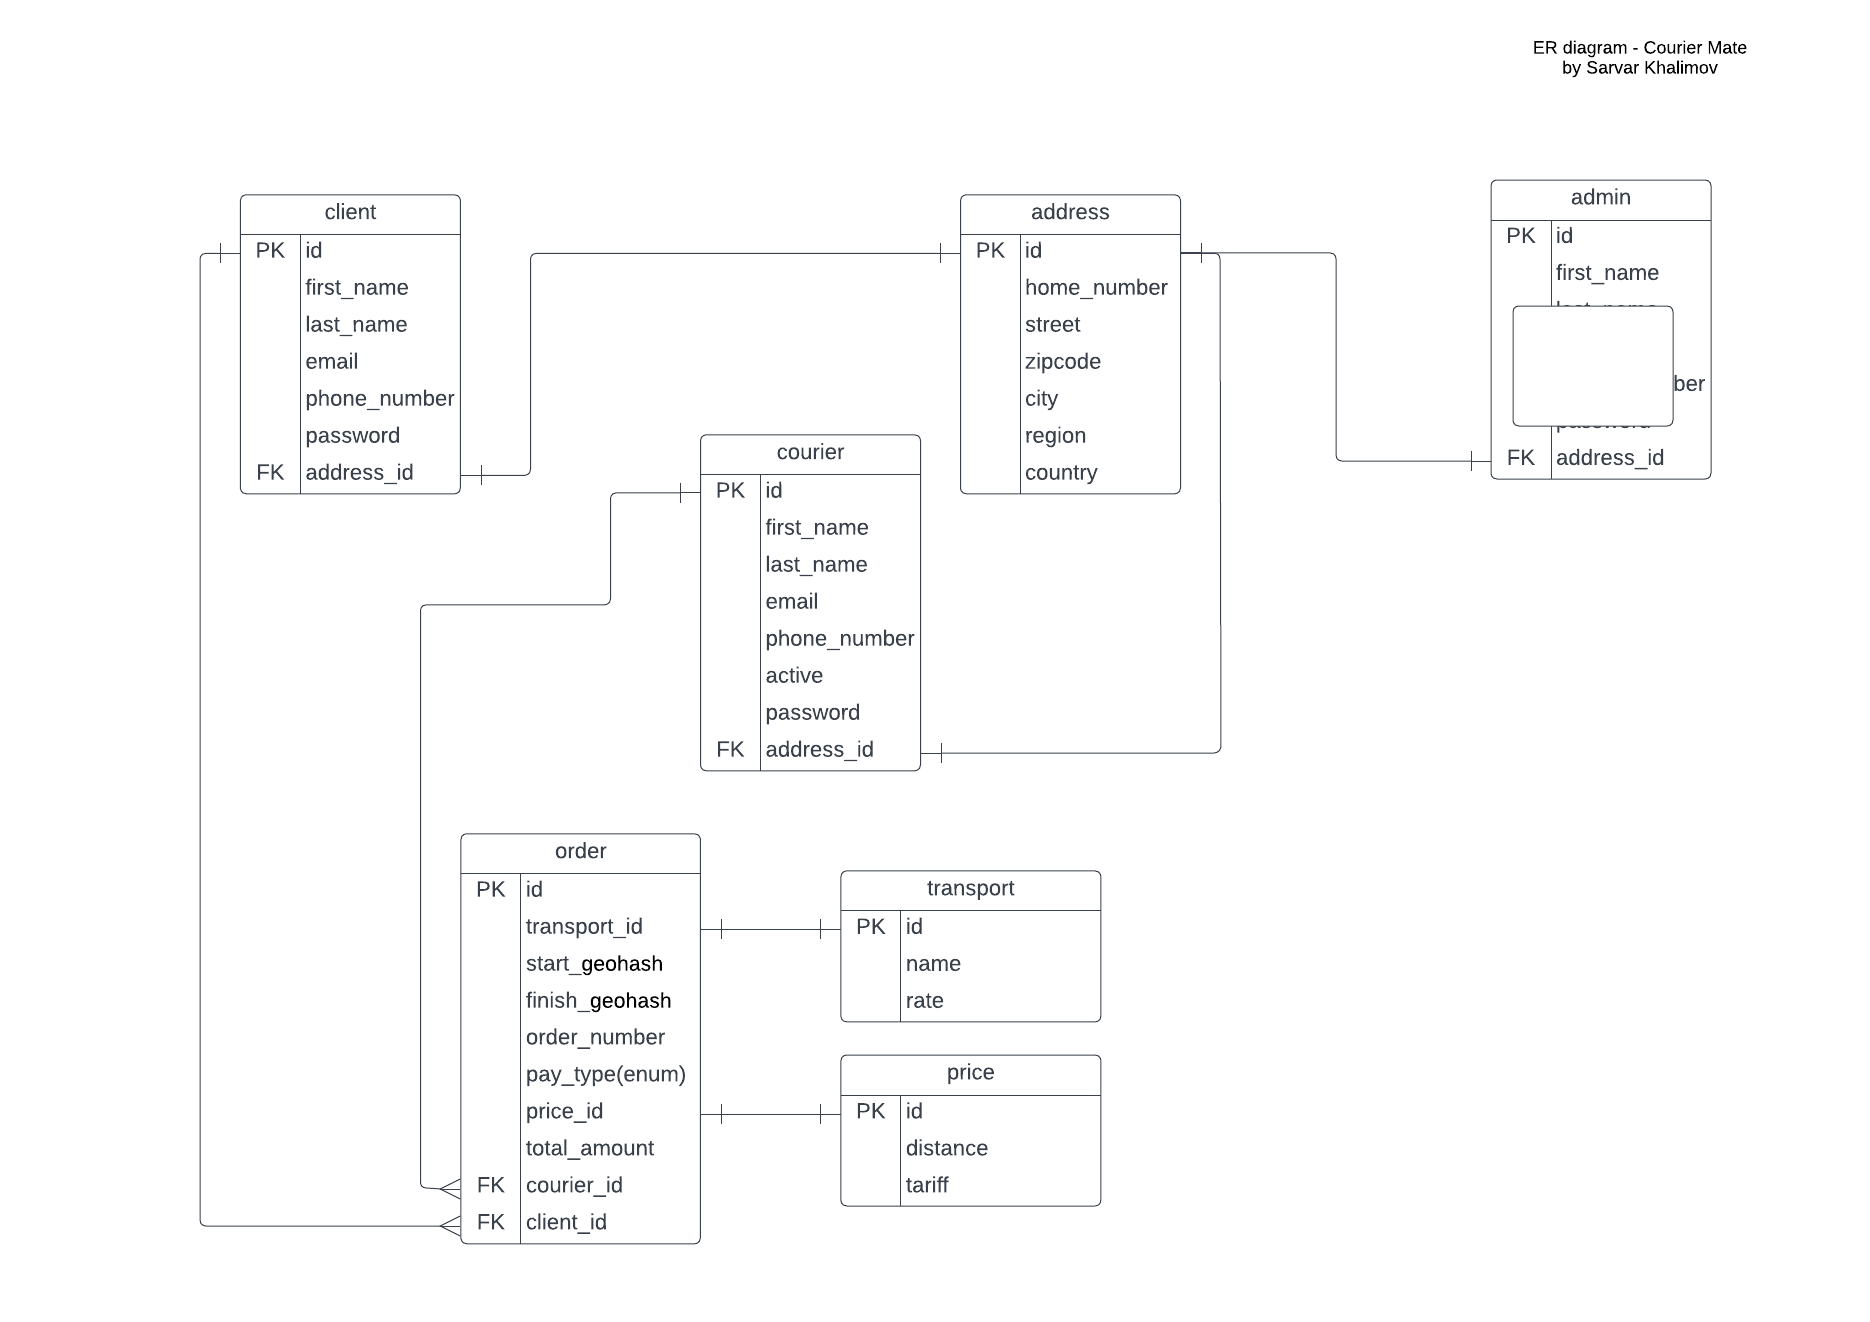 ER diagram - Courier Mate
by Sarvar Khalimov
client
PK id
first_name
last_name
email
phone_number
password
FK address_id
address
PK id
home_number
street
zipcode
city
region
country
admin
PK id
first_name
ber
FK address_id
courier
PK id
first_name
last_name
email
phone_number
active
password
FK address_id
order
PK id
transport_id
start_geohash
finish_geohash
order_number
pay_type(enum)
price_id
total_amount
FK courier_id
FK client_id
transport
PK id
name
rate
price
PK id
distance
tariff